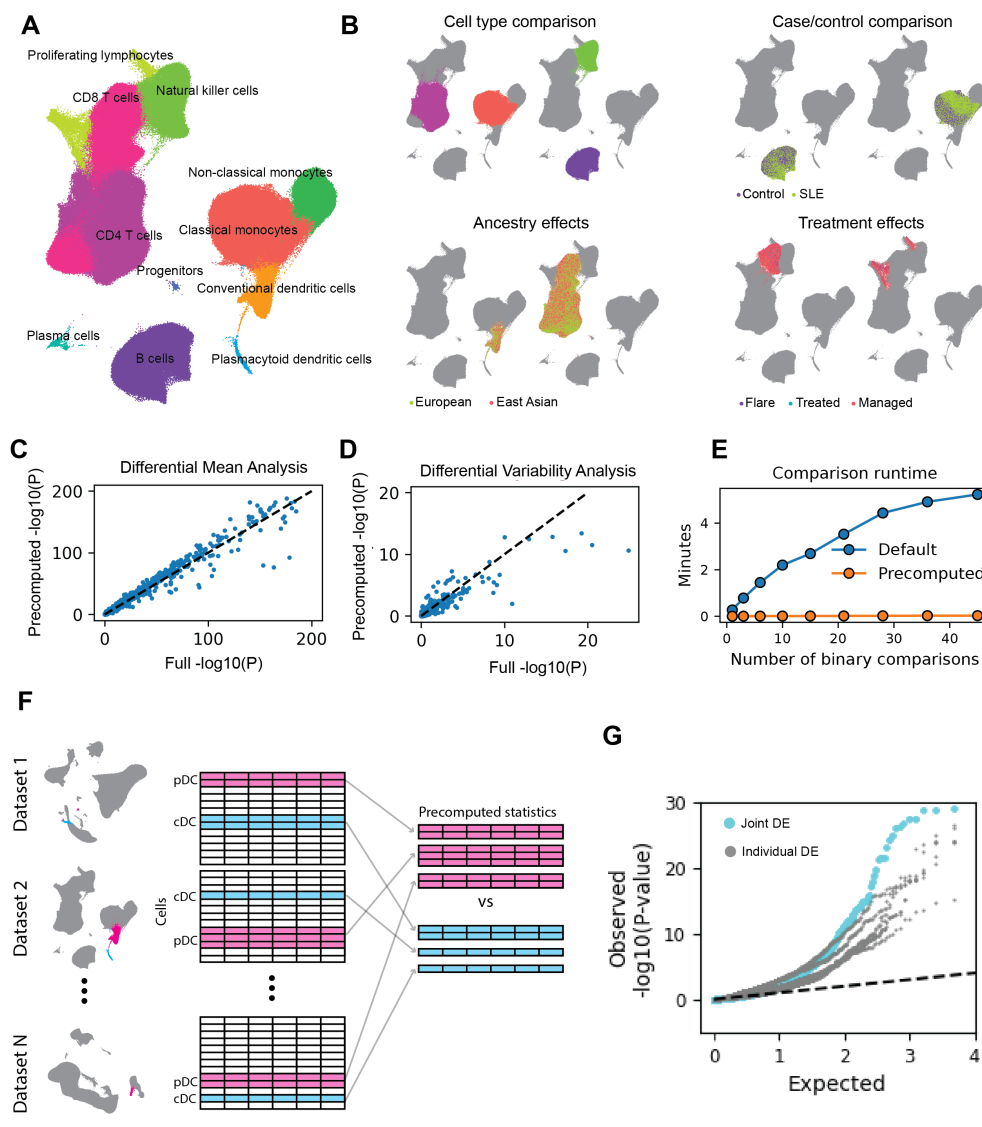 A
Proliferating lymphocytes
CD8 T cells
Natural killer cells
Non-classical monocytes
CD4 T cells
Classical monocytes
Progenitors
Conventional dendritic cells
Plasma cells
B cells
Plasmacytoid dendritic cells
B
Cell type comparison
Case/control comparison
Control
SLE
Ancestry effects
Treatment effects
European
East Asian
Flare
Treated
Managed
C
Differential Mean Analysis
Precomputed -log10(P)
200
100
0
0
100
200
Full -log10(P)
D
Differential Variability Analysis
Precomputed -log10(P)
20
10
0
0
10
20
Full -log10(P)
E
Comparison runtime
Minutes
4
2
0
Default
Precomputed
0
10
20
30
40
Number of binary comparisons
F
Dataset 1
Dataset 2
Dataset N
Cells
pDC
cDC
cDC
pDC
pDC
cDC
Precomputed statistics
vs
G
Joint DE
Individual DE
Observed
-log10(P-value)
30
20
10
0
0
1
2
3
4
Expected